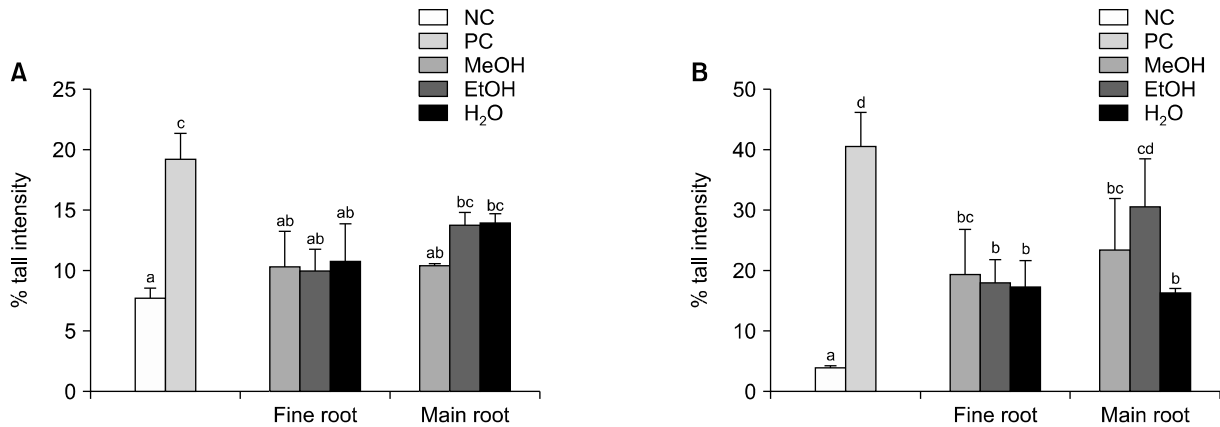 NC
PC
MeOH
EtOH
H₂O
A
25
20
15
10
5
0
% tall intensity
a
c
ab
ab
ab
ab
bc
bc
Fine root
Main root
NC
PC
MeOH
EtOH
H₂O
B
50
40
30
20
10
0
% tall intensity
a
d
bc
b
b
bc
cd
b
Fine root
Main root